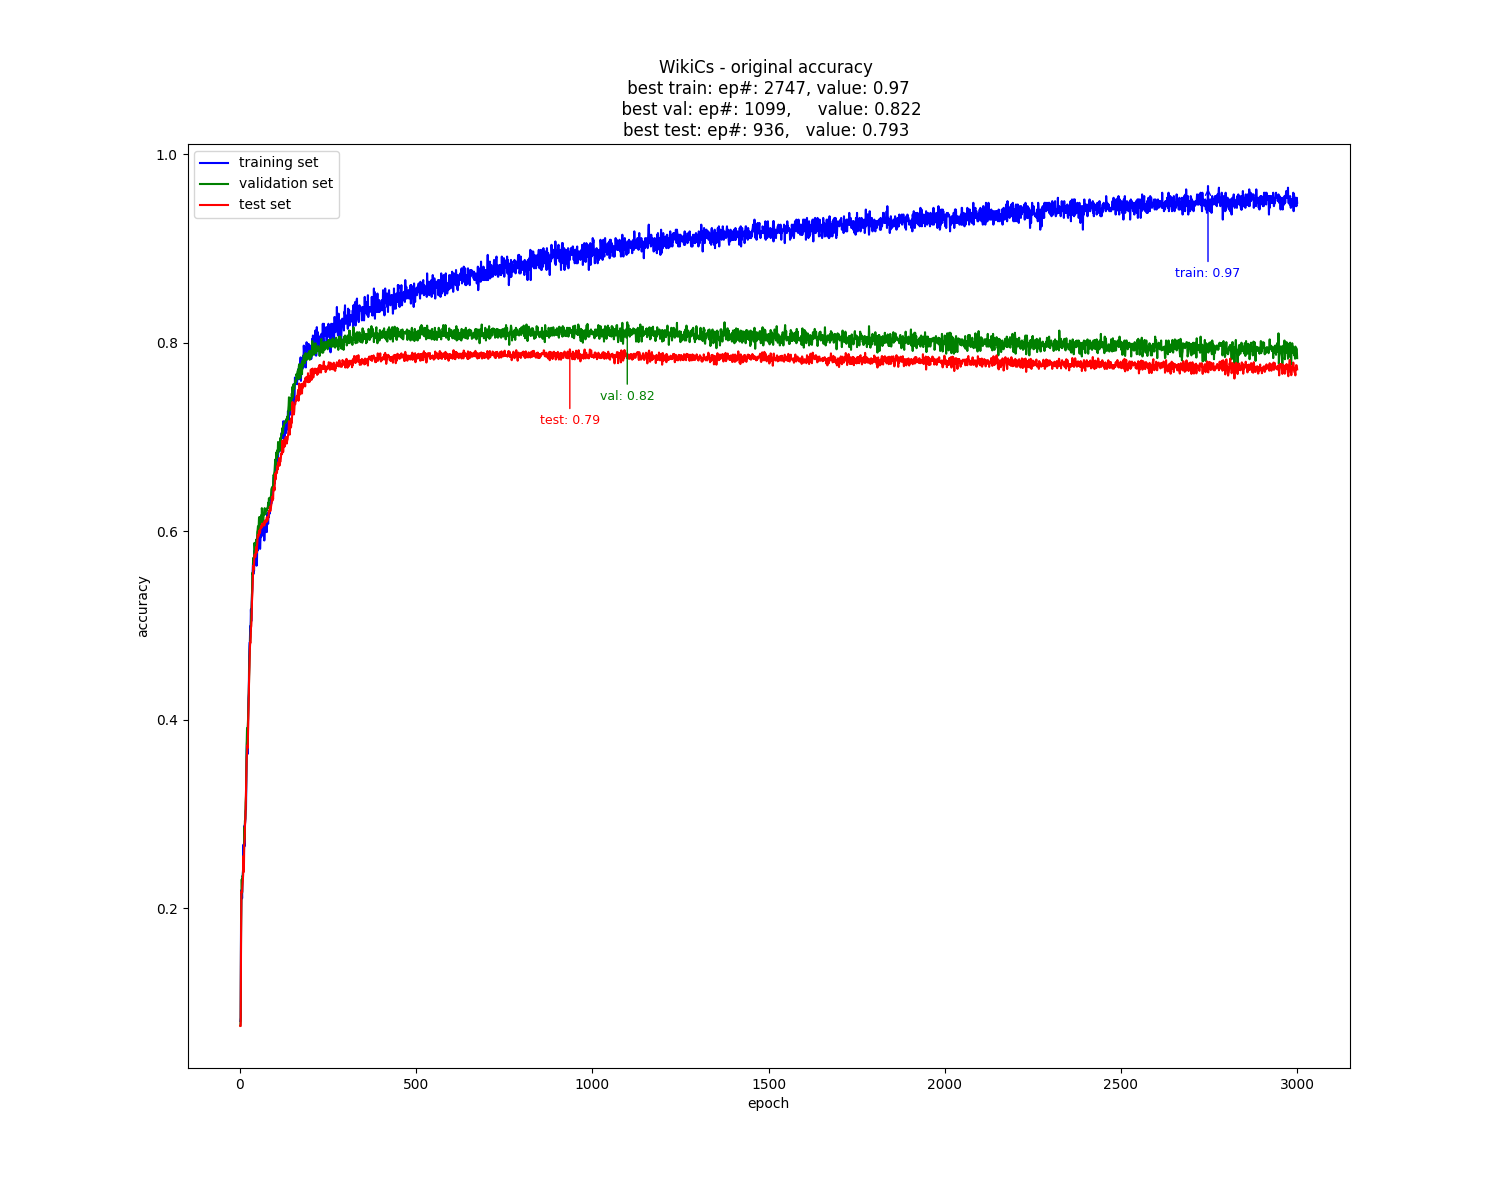 WikiCs - original accuracy
best train: ep#: 2747, value: 0.97
best val: ep#: 1099, value: 0.822
best test: ep#: 936, value: 0.793
training set
validation set
test set
1.0
0.8
0.6
0.4
0.2
accuracy
train: 0.97
val: 0.82
test: 0.79
0 500 1000 1500 2000 2500 3000
epoch